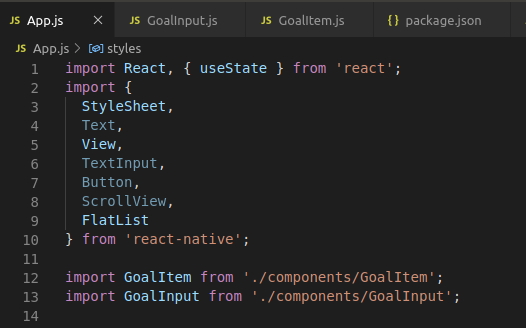 JS App.js × JS GoalInput.js JS GoalItem.js {} package.json
JS App.js > styles
1 import React, { useState } from 'react';
2 import {
3   StyleSheet,
4   Text,
5   View,
6   TextInput,
7   Button,
8   ScrollView,
9   FlatList
10 } from 'react-native';
11
12 import GoalItem from './components/GoalItem';
13 import GoalInput from './components/GoalInput';
14